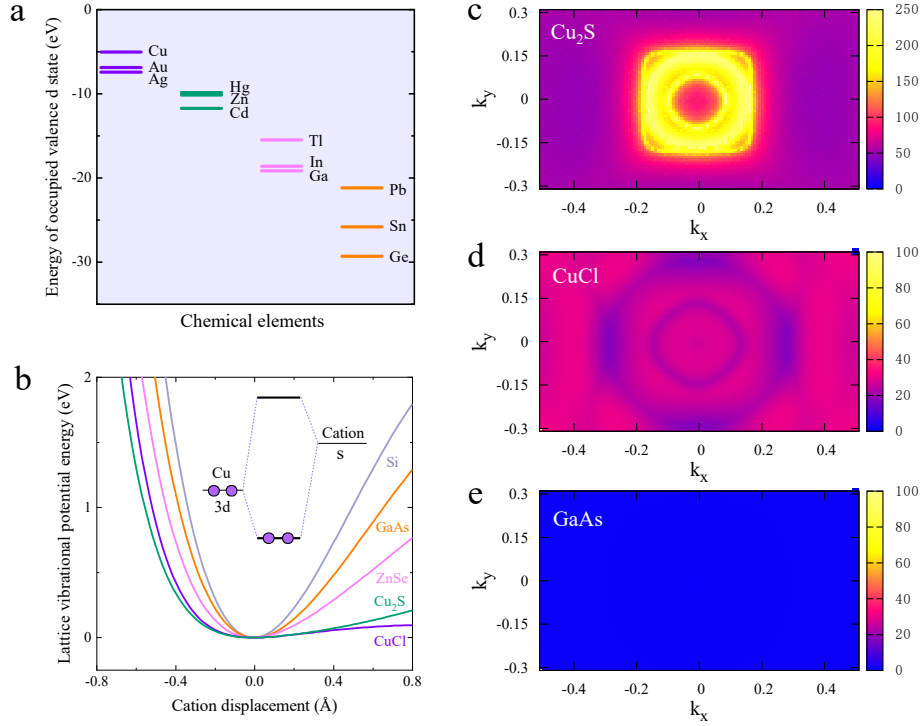 a
Energy of occupied valence d state (eV)
0
-10
-20
-30
Cu
Au
Ag
Hg
Zn
Cd
Tl
In
Ga
Pb
Sn
Ge
Chemical elements
b
Lattice vibrational potential energy (eV)
2
1
0
Cation
s
Cu
3d
Si
GaAs
ZnSe
Cu₂S
CuCl
-0.8 -0.4 0.0 0.4 0.8
Cation displacement (Å)
c
Cu₂S
k_y
0.3
0.15
0
-0.15
-0.3
-0.4 -0.2 0 0.2 0.4
k_x
250
200
150
100
50
0
d
CuCl
k_y
0.3
0.15
0
-0.15
-0.3
-0.4 -0.2 0 0.2 0.4
k_x
100
80
60
40
20
0
e
GaAs
k_y
0.3
0.15
0
-0.15
-0.3
-0.4 -0.2 0 0.2 0.4
k_x
100
80
60
40
20
0